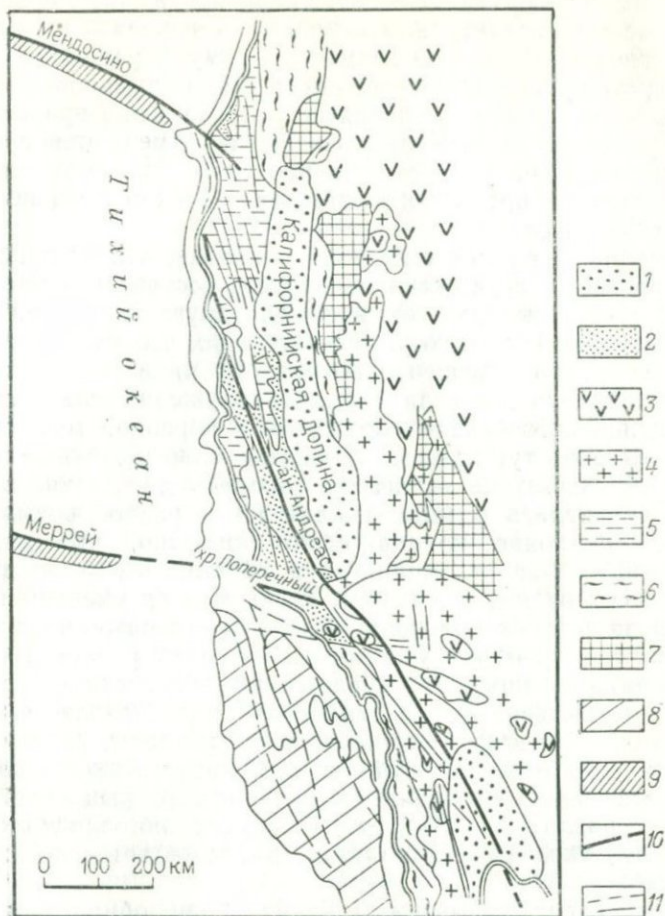 Мендосино
Тихий океан
Калифорнийская долина
Сан-Андреас
Меррей
хр. Поперечный
0 100 200 км
1
2
3
4
5
6
7
8
9
10
11